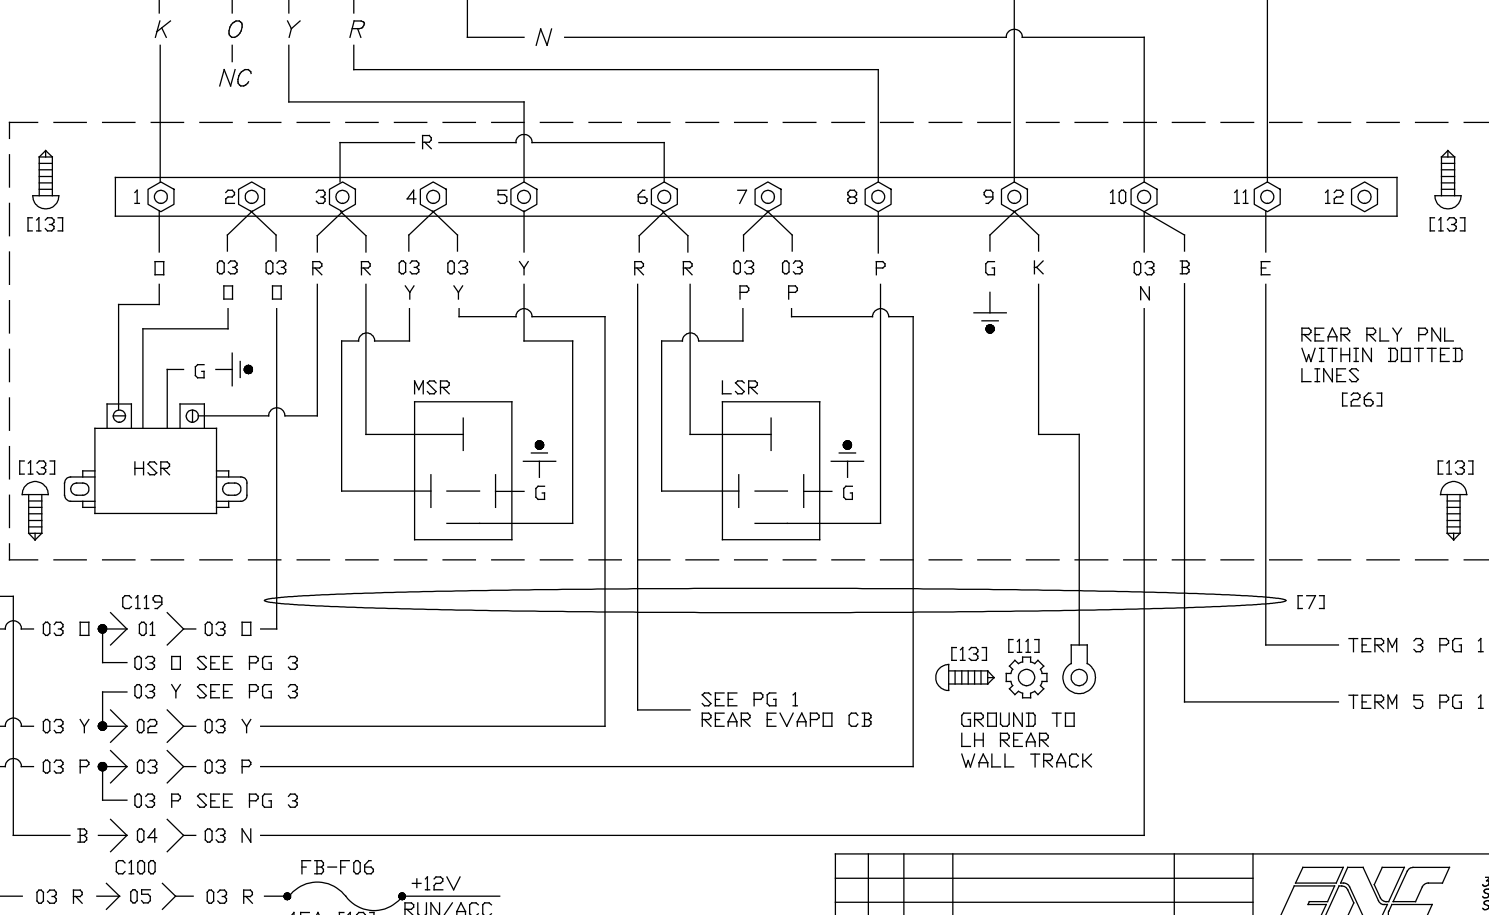 K O Y R N
NC
R
1 2 3 4 5 6 7 8 9 10 11 12
[13] [13]
O 03 03 R R 03 03 Y R R 03 03 P G K 03 B E
O O Y Y P P N
REAR RLY PNL
WITHIN DOTTED
LINES
[26]
G
MSR LSR
HSR
[13] [13]
G G
C119
[7]
03 O 01 03 O
03 O SEE PG 3
03 Y SEE PG 3
03 Y 02 03 Y
03 P 03 03 P
03 P SEE PG 3
B 04 03 N
SEE PG 1
REAR EVAPO CB
[13] [11]
GROUND TO
LH REAR
WALL TRACK
TERM 3 PG 1
TERM 5 PG 1
C100 FB-F06
03 R 05 03 R +12V
RUN/ACC